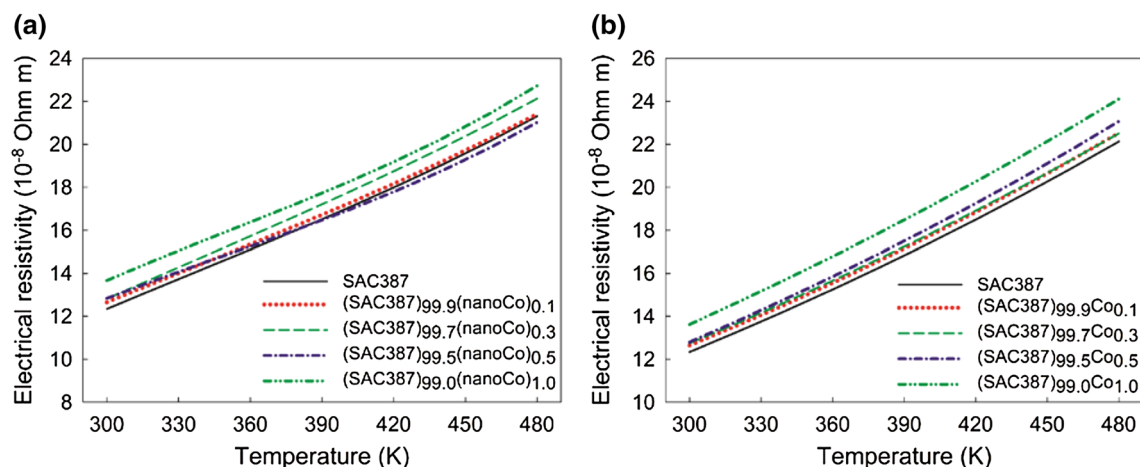 (a)
Electrical resistivity (10-8 Ohm m)
24
22
20
18
16
14
12
10
8
SAC387
(SAC387)99.9(nanoCo)0.1
(SAC387)99.7(nanoCo)0.3
(SAC387)99.5(nanoCo)0.5
(SAC387)99.0(nanoCo)1.0
300 330 360 390 420 450 480
Temperature (K)
(b)
Electrical resistivity (10-8 Ohm m)
26
24
22
20
18
16
14
12
10
SAC387
(SAC387)99.9Co0.1
(SAC387)99.7Co0.3
(SAC387)99.5Co0.5
(SAC387)99.0Co1.0
300 330 360 390 420 450 480
Temperature (K)